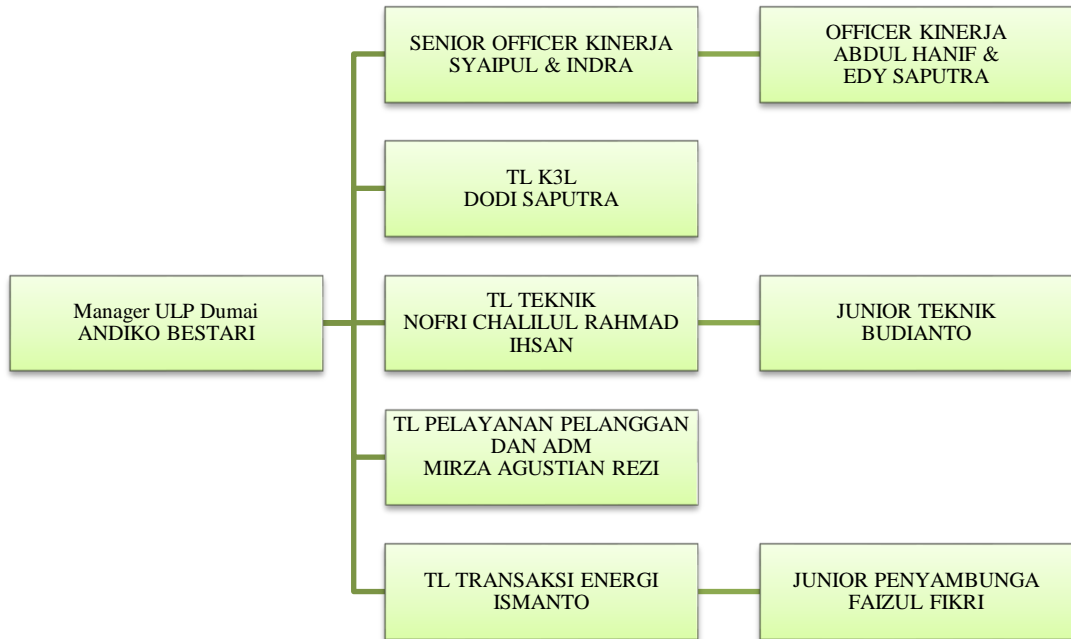 SENIOR OFFICER KINERJA
SYAIPUL & INDRA
OFFICER KINERJA
ABDUL HANIF &
EDY SAPUTRA
TL K3L
DODI SAPUTRA
Manager ULP Dumai
ANDIKO BESTARI
TL TEKNIK
NOFRI CHALILUL RAHMAD
IHSAN
JUNIOR TEKNIK
BUDIANTO
TL PELAYANAN PELANGGAN
DAN ADM
MIRZA AGUSTIAN REZI
TL TRANSAKSI ENERGI
ISMANTO
JUNIOR PENYAMBUNGA
FAIZUL FIKRI